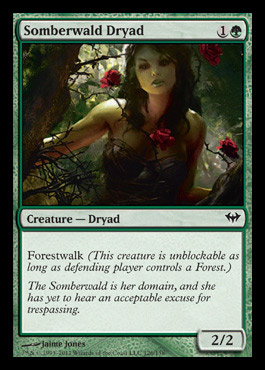 Somberwald Dryad 1
Creature — Dryad
Forestwalk (This creature is unblockable as
long as defending player controls a Forest.)
The Somberwald is her domain, and she
has yet to hear an acceptable excuse for
trespassing.
2/2
Jaime Jones